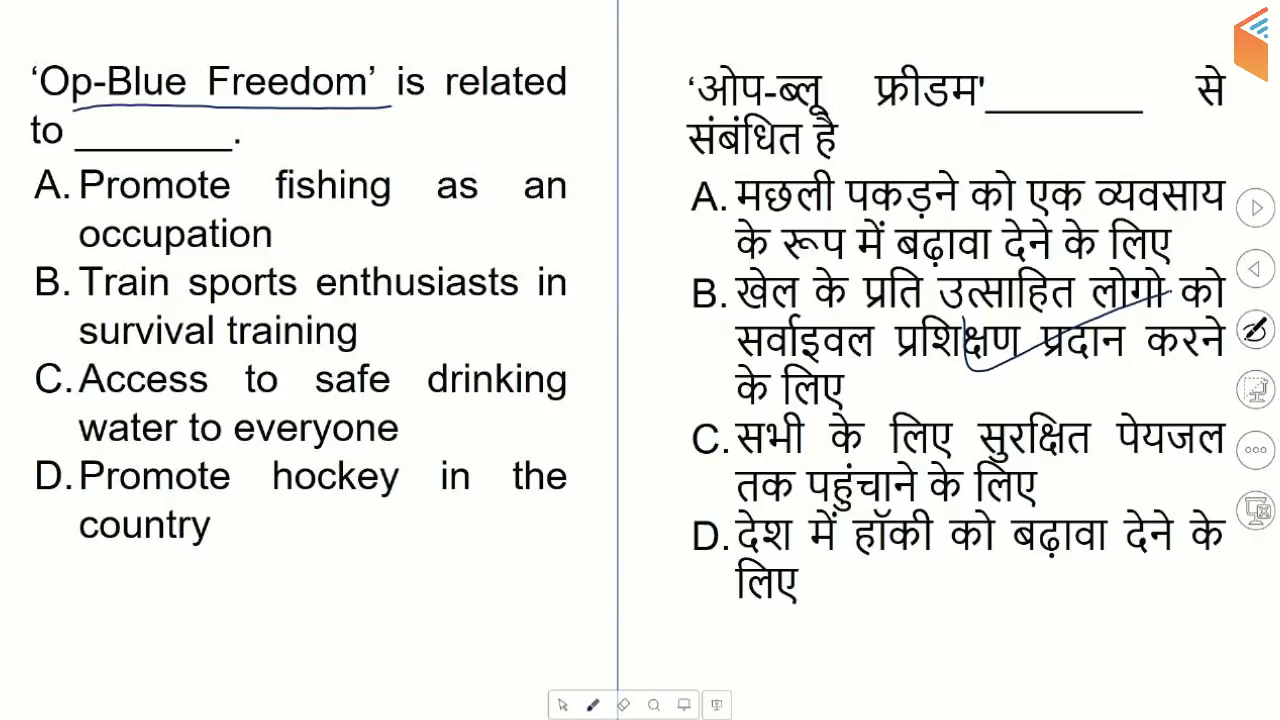 ‘Op-Blue Freedom’ is related
to _______.
A. Promote fishing as an
occupation
B. Train sports enthusiasts in
survival training
C. Access to safe drinking
water to everyone
D. Promote hockey in the
country
‘ओप-ब्लू फ्रीडम'_______ से
संबंधित है
A. मछली पकड़ने को एक व्यवसाय
के रूप में बढ़ावा देने के लिए
B. खेल के प्रति उत्साहित लोगो को
सर्वाइवल प्रशिक्षण प्रदान करने
के लिए
C. सभी के लिए सुरक्षित पेयजल
तक पहुंचाने के लिए
D. देश में हॉकी को बढ़ावा देने के
लिए